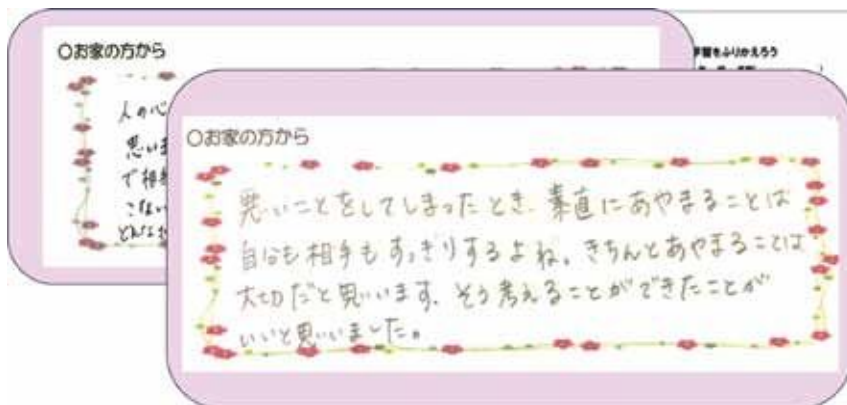 ○お家の方から
学習をふりかえろう
人の心
思いま
で相手
こない
○お家の方から
悪いことをしてしまったとき、素直にあやまることは
自分も相手もすっきりするよね。きちんとあやまることは
大切だと思います。そう考えることができたことが
いいと思いました。